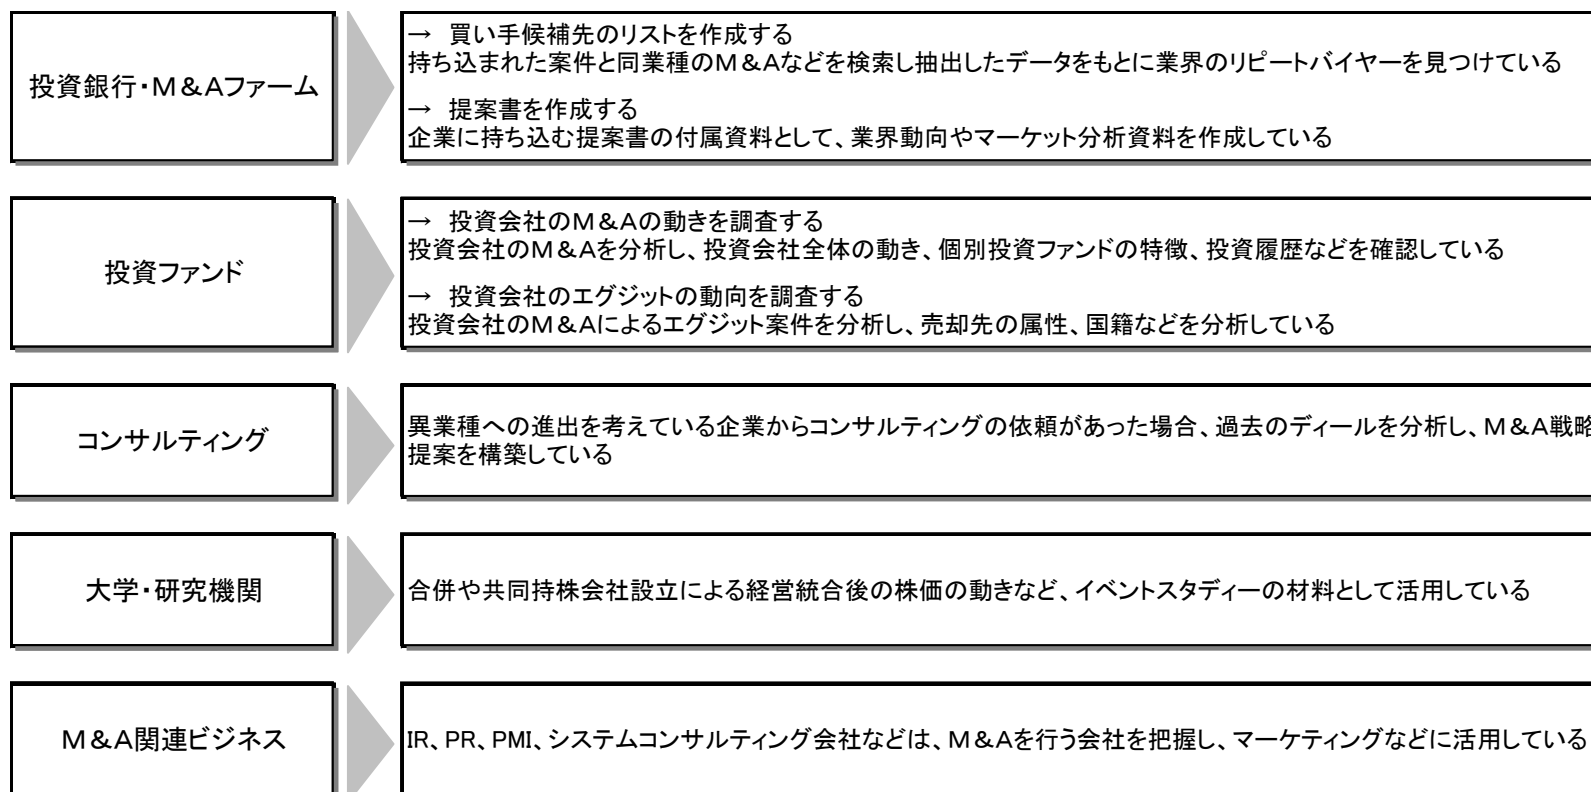 投資銀行・M&Aファーム
→ 買い手候補先のリストを作成する
持ち込まれた案件と同業種のM&Aなどを検索し抽出したデータをもとに業界のリピートバイヤーを見つけている
→ 提案書を作成する
企業に持ち込む提案書の付属資料として、業界動向やマーケット分析資料を作成している
投資ファンド
→ 投資会社のM&Aの動きを調査する
投資会社のM&Aを分析し、投資会社全体の動き、個別投資ファンドの特徴、投資履歴などを確認している
→ 投資会社のエグジットの動向を調査する
投資会社のM&Aによるエグジット案件を分析し、売却先の属性、国籍などを分析している
コンサルティング
異業種への進出を考えている企業からコンサルティングの依頼があった場合、過去のディールを分析し、M&A戦略
提案を構築している
大学・研究機関
合併や共同持株会社設立による経営統合後の株価の動きなど、イベントスタディーの材料として活用している
M&A関連ビジネス
IR、PR、PMI、システムコンサルティング会社などは、M&Aを行う会社を把握し、マーケティングなどに活用している